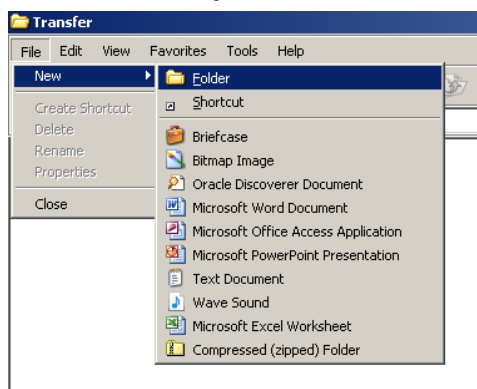 Transfer
File Edit View Favorites Tools Help
New
Folder
Shortcut
Create Shortcut
Delete
Rename
Properties
Close
Briefcase
Bitmap Image
Oracle Discoverer Document
Microsoft Word Document
Microsoft Office Access Application
Microsoft PowerPoint Presentation
Text Document
Wave Sound
Microsoft Excel Worksheet
Compressed (zipped) Folder